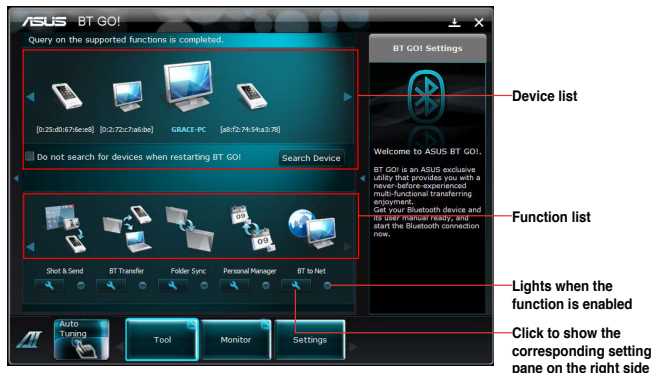 ASUS BT GO!
Query on the supported functions is completed.
[0:25:d0:67:6e:e8] [0:2:72:c7:a6:be] GRACE-PC [a8:f2:74:54:a3:78]
Do not search for devices when restarting BT GO! Search Device
Shot & Send BT Transfer Folder Sync Personal Manager BT to Net
09
09
Auto
Tuning
Tool Monitor Settings
BT GO! Settings
Welcome to ASUS BT GO!.
BT GO! is an ASUS exclusive
utility that provides you with a
never-before-experienced
multi-functional transferring
enjoyment.
Get your Bluetooth device and
its user manual ready, and
start the Bluetooth connection
now.
Device list
Function list
Lights when the
function is enabled
Click to show the
corresponding setting
pane on the right side